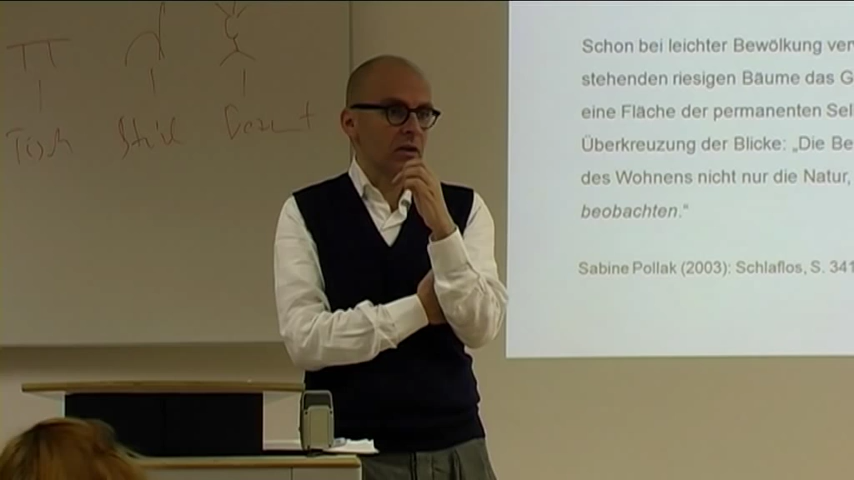 Tisch Stuhl
Schon bei leichter Bewölkung ver
stehenden riesigen Bäume das G
eine Fläche der permanenten Sel
Überkreuzung der Blicke: „Die Be
des Wohnens nicht nur die Natur,
beobachten.“
Sabine Pollak (2003): Schlaflos, S. 341